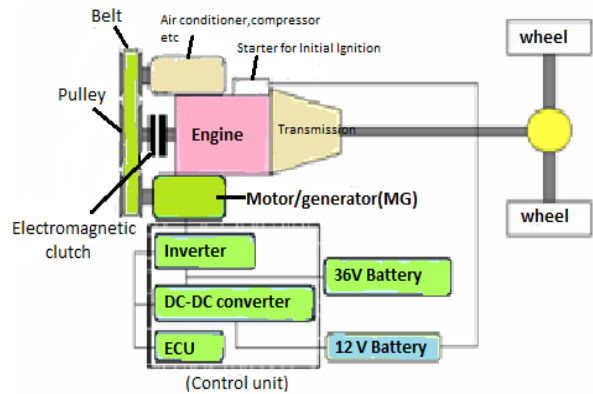 Belt
Air conditioner,compressor
etc
Starter for Initial Ignition
wheel
Pulley
Engine
Transmission
Motor/generator(MG)
Electromagnetic
clutch
wheel
Inverter
36V Battery
DC-DC converter
ECU
12 V Battery
(Control unit)